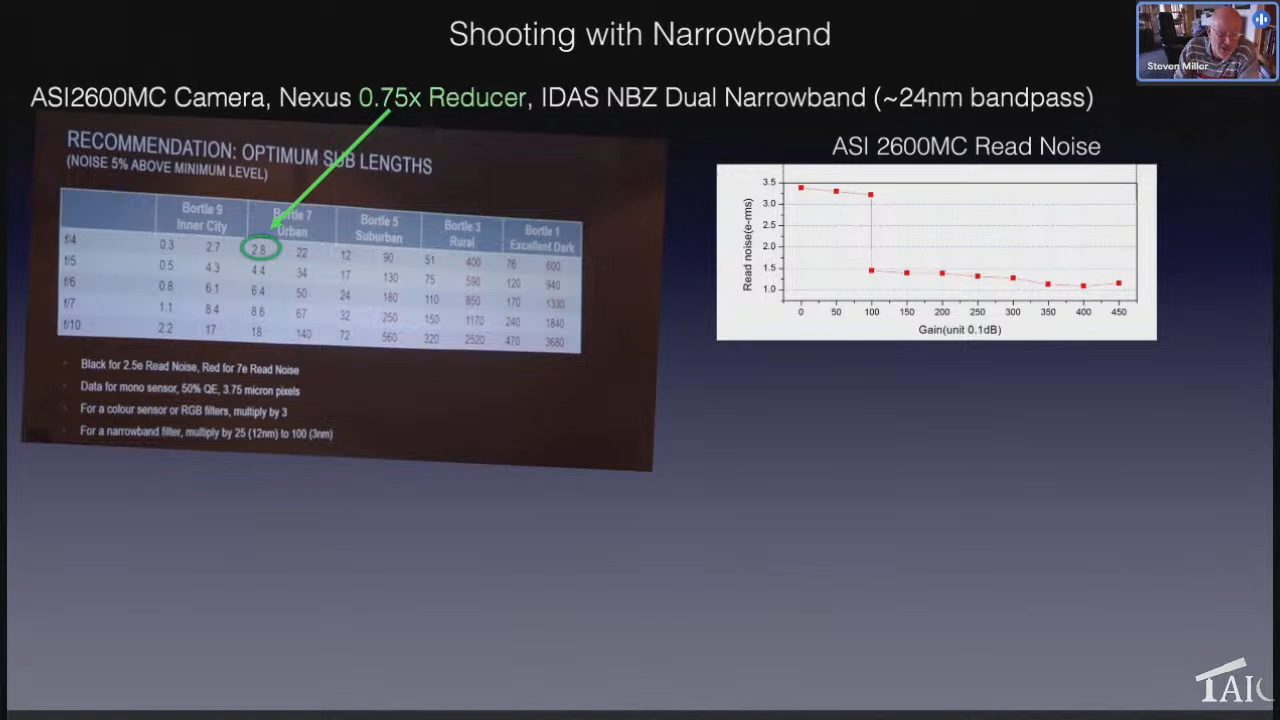 Shooting with Narrowband
Steven Miller
ASI2600MC Camera, Nexus 0.75x Reducer, IDAS NBZ Dual Narrowband (~24nm bandpass)
RECOMMENDATION: OPTIMUM SUB LENGTHS
(NOISE 5% ABOVE MINIMUM LEVEL)
Bortle 9 Bortle 7 Bortle 5 Bortle 3 Bortle 1
Inner City Urban Suburban Rural Excellent Dark
f/4 0.3 2.7 2.8 22 12 90 51 400 76 600
f/5 0.5 4.3 4.4 34 17 130 75 590 120 940
f/6 0.8 6.1 6.4 50 24 180 110 850 170 1330
f/7 1.1 8.4 8.6 67 32 250 150 1170 240 1840
f/10 2.2 17 18 140 72 560 320 2520 470 3680
Black for 2.5e Read Noise, Red for 7e Read Noise
Data for mono sensor, 50% QE, 3.75 micron pixels
For a colour sensor or RGB filters, multiply by 3
For a narrowband filter, multiply by 25 (12nm) to 100 (3nm)
ASI 2600MC Read Noise
Read noise(e-rms)
3.5
3.0
2.5
2.0
1.5
1.0
0 50 100 150 200 250 300 350 400 450
Gain(unit 0.1dB)
TAIC